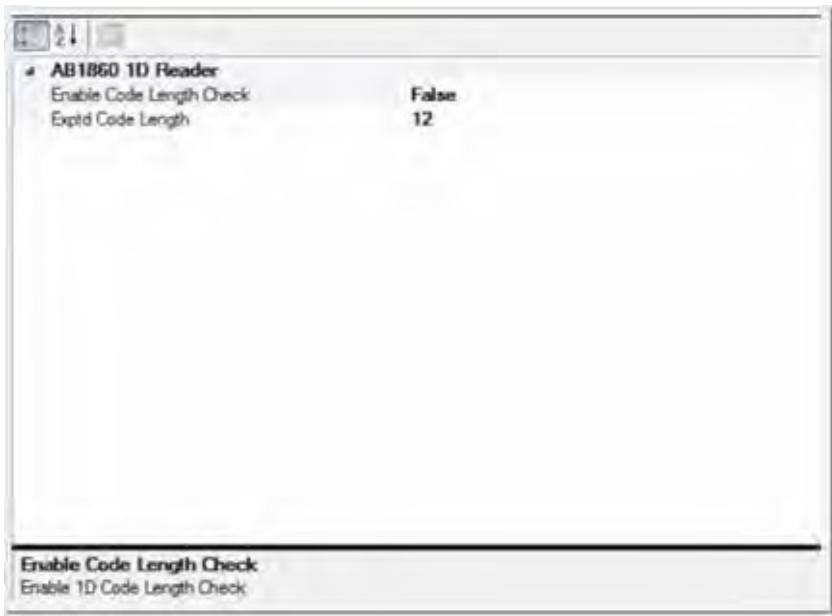 AB1860 1D Reader
Enable Code Length Check False
Exptd Code Length 12
Enable Code Length Check
Enable 1D Code Length Check